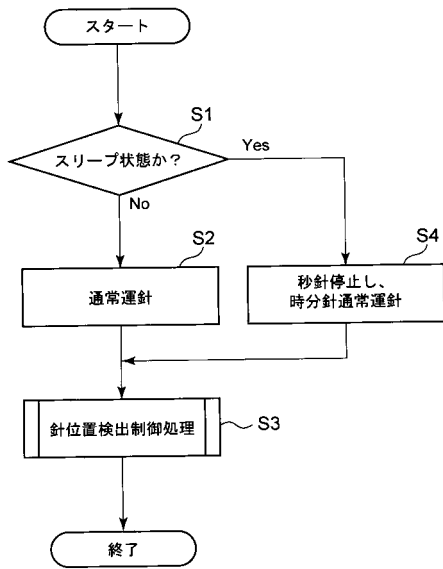 スタート
S1
スリープ状態か？
Yes
No
S2
通常運針
S4
秒針停止し、
時分針通常運針
針位置検出制御処理
S3
終了